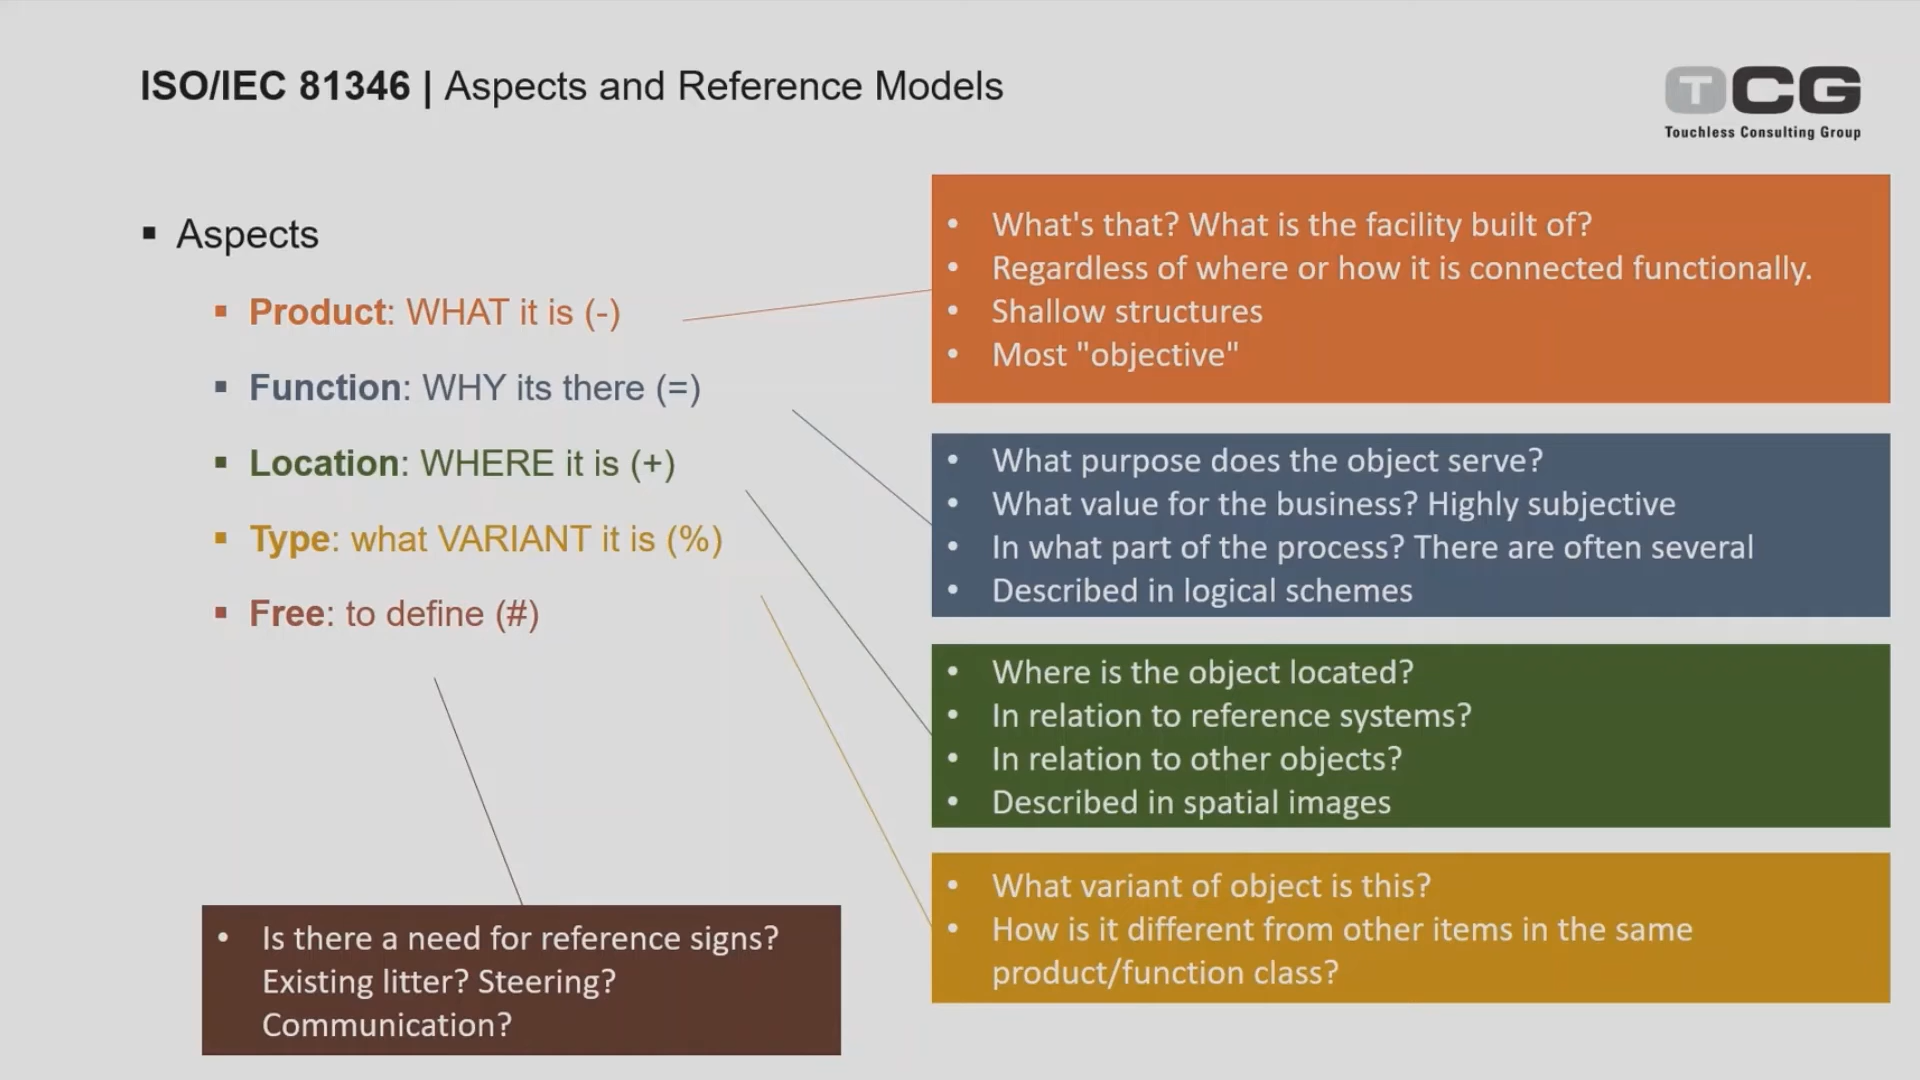 ISO/IEC 81346 | Aspects and Reference Models
TCG
Touchless Consulting Group
▪ Aspects
▪ Product: WHAT it is (-)
▪ Function: WHY its there (=)
▪ Location: WHERE it is (+)
▪ Type: what VARIANT it is (%)
▪ Free: to define (#)
• What's that? What is the facility built of?
• Regardless of where or how it is connected functionally.
• Shallow structures
• Most "objective"
• What purpose does the object serve?
• What value for the business? Highly subjective
• In what part of the process? There are often several
• Described in logical schemes
• Where is the object located?
• In relation to reference systems?
• In relation to other objects?
• Described in spatial images
• What variant of object is this?
• How is it different from other items in the same
product/function class?
• Is there a need for reference signs?
Existing litter? Steering?
Communication?